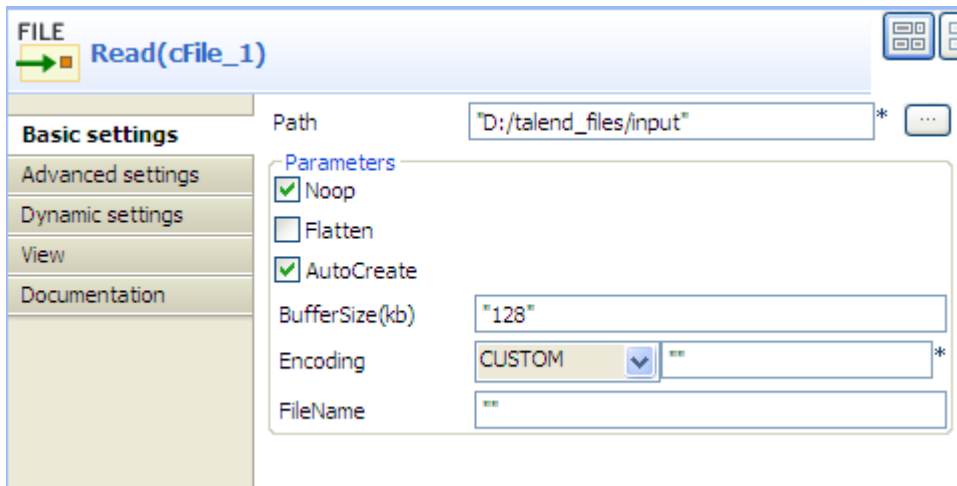 FILE
Read(cFile_1)
Basic settings
Advanced settings
Dynamic settings
View
Documentation
Path "D:/talend_files/input" * ...
Parameters
Noop
Flatten
AutoCreate
BufferSize(kb) "128"
Encoding CUSTOM "" *
FileName ""